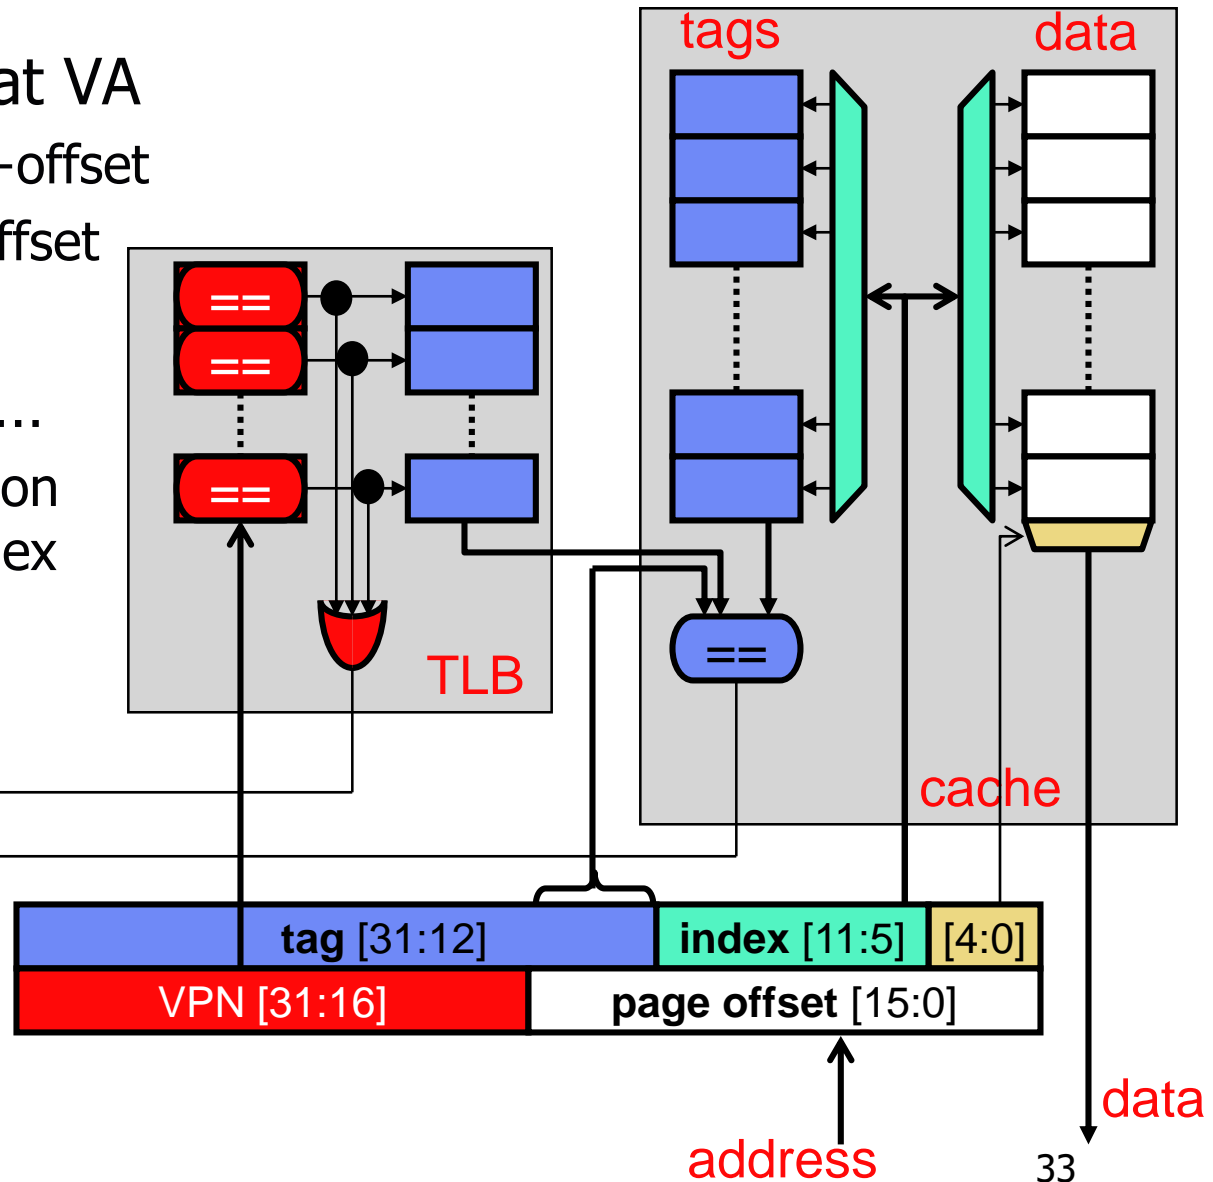 at VA
-offset
ffset
...
on
ex
tags
data
==
==
==
TLB
==
cache
tag [31:12]
index [11:5]
[4:0]
VPN [31:16]
page offset [15:0]
address
data
33